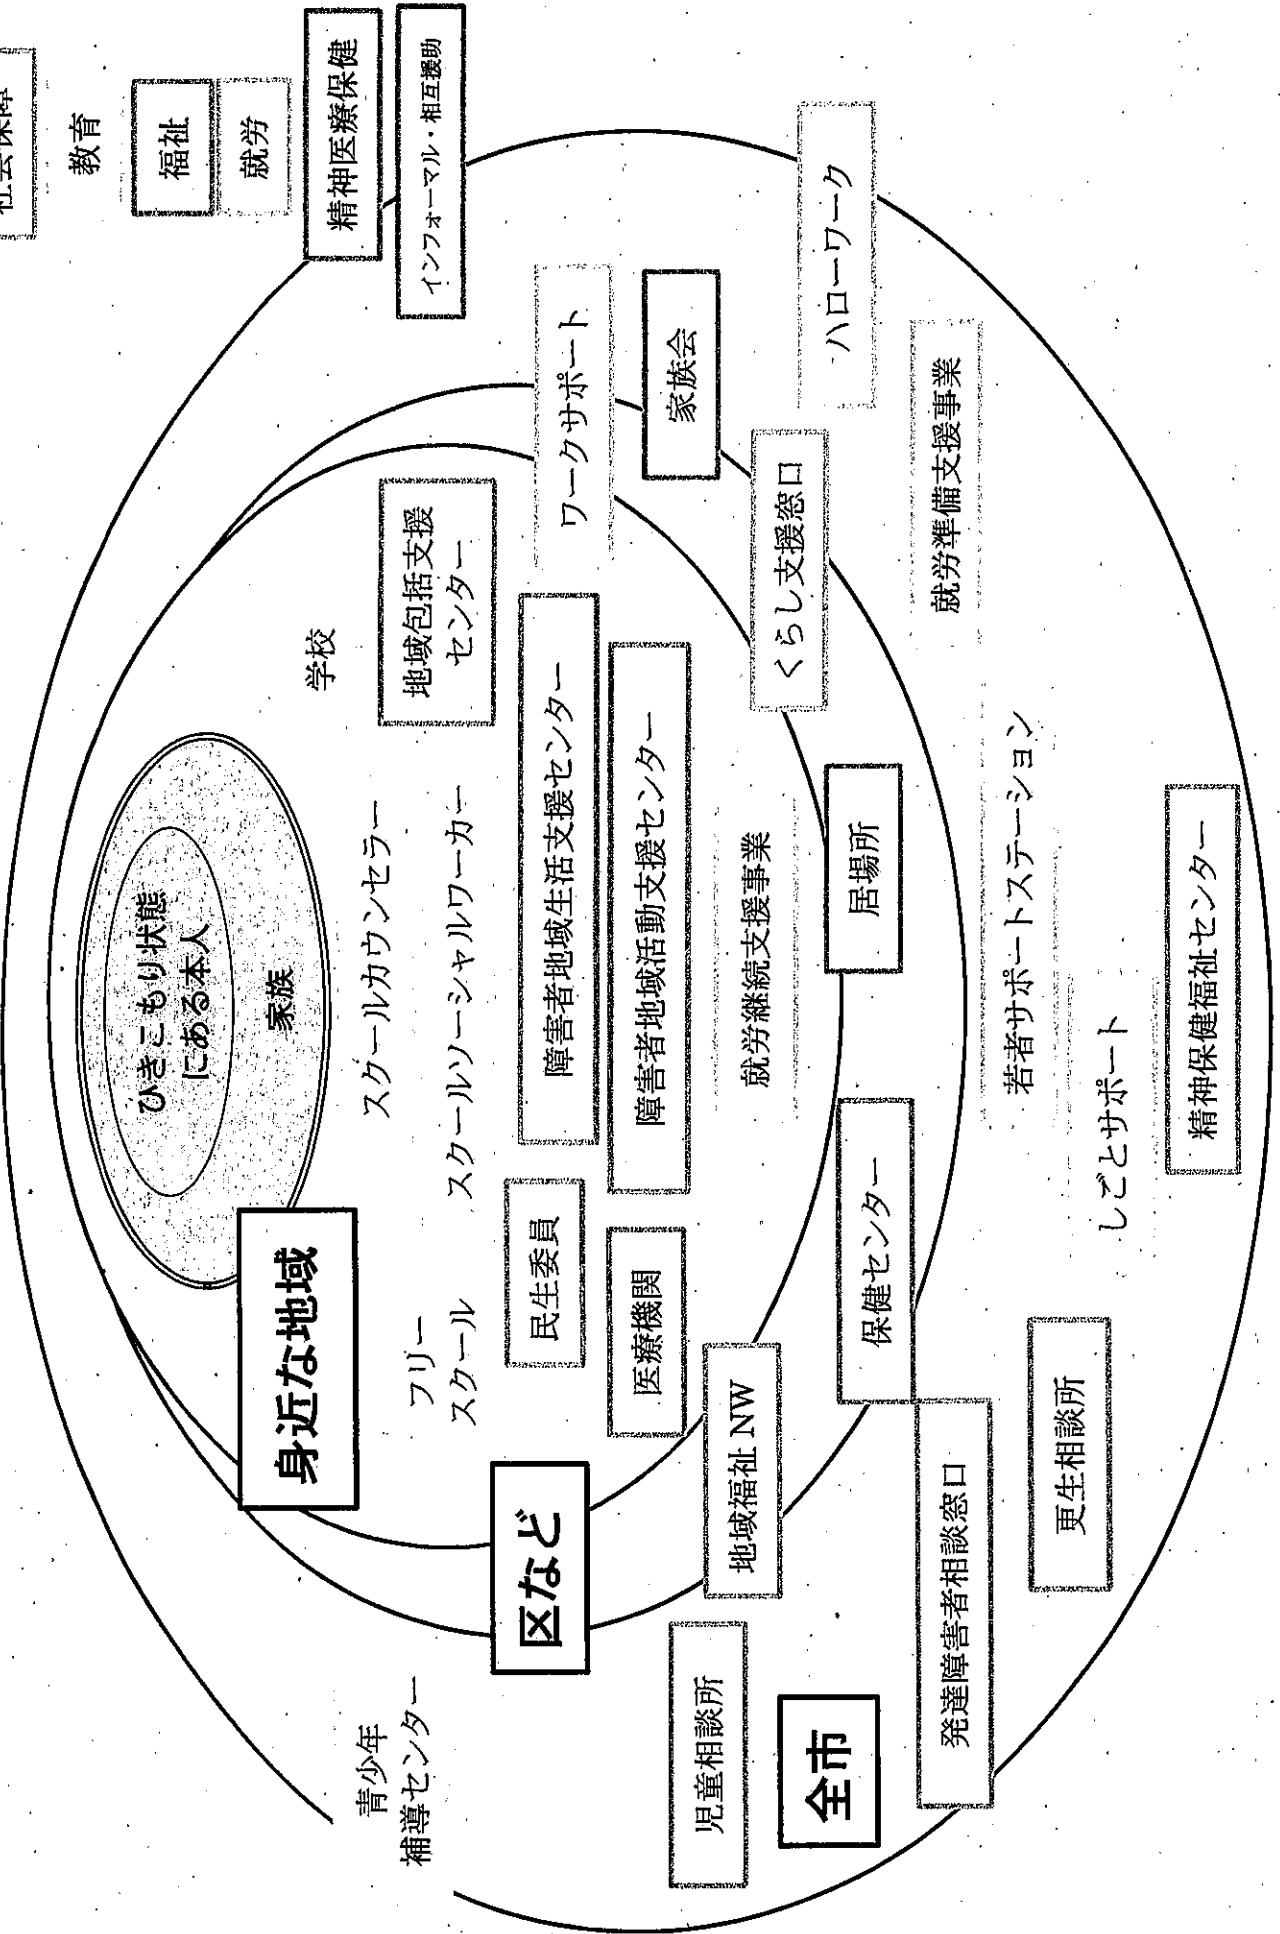 社会保障
教育
福祉
就労
精神医療保健
インフォーマル・相互援助
ひきこもり状態
にある本人
家族
身近な地域
学校
スクールカウンセラー
スクールソーシャルワーカー
フリー
スクール
地域包括支援
センター
民生委員
障害者地域生活支援センター
医療機関
障害者地域活動支援センター
就労継続支援事業
区など
ワークサポート
家族会
くらし支援窓口
居場所
保健センター
地域福祉 NW
青少年
補導センター
児童相談所
全市
ハローワーク
就労準備支援事業
若者サポートステーション
しごとサポート
発達障害者相談窓口
更生相談所
精神保健福祉センター